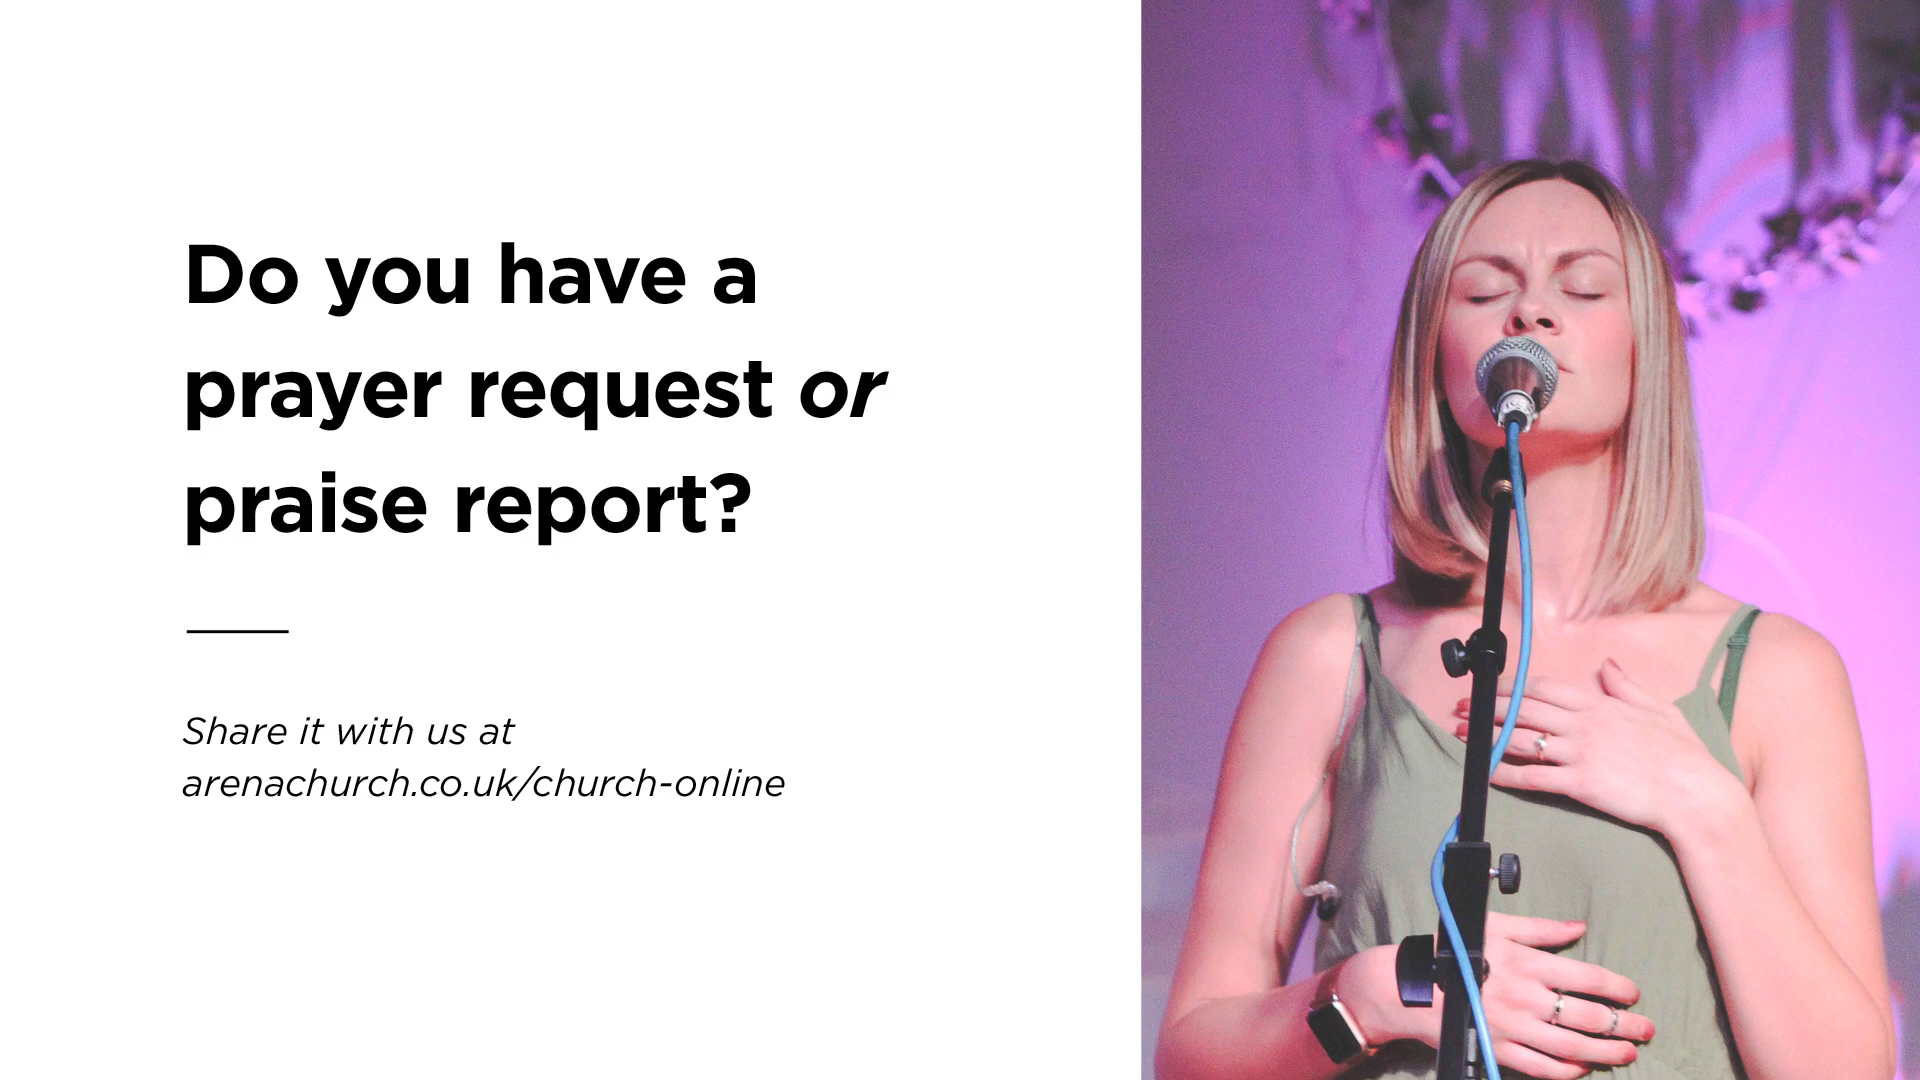 Do you have a
prayer request or
praise report?
Share it with us at
arenachurch.co.uk/church-online